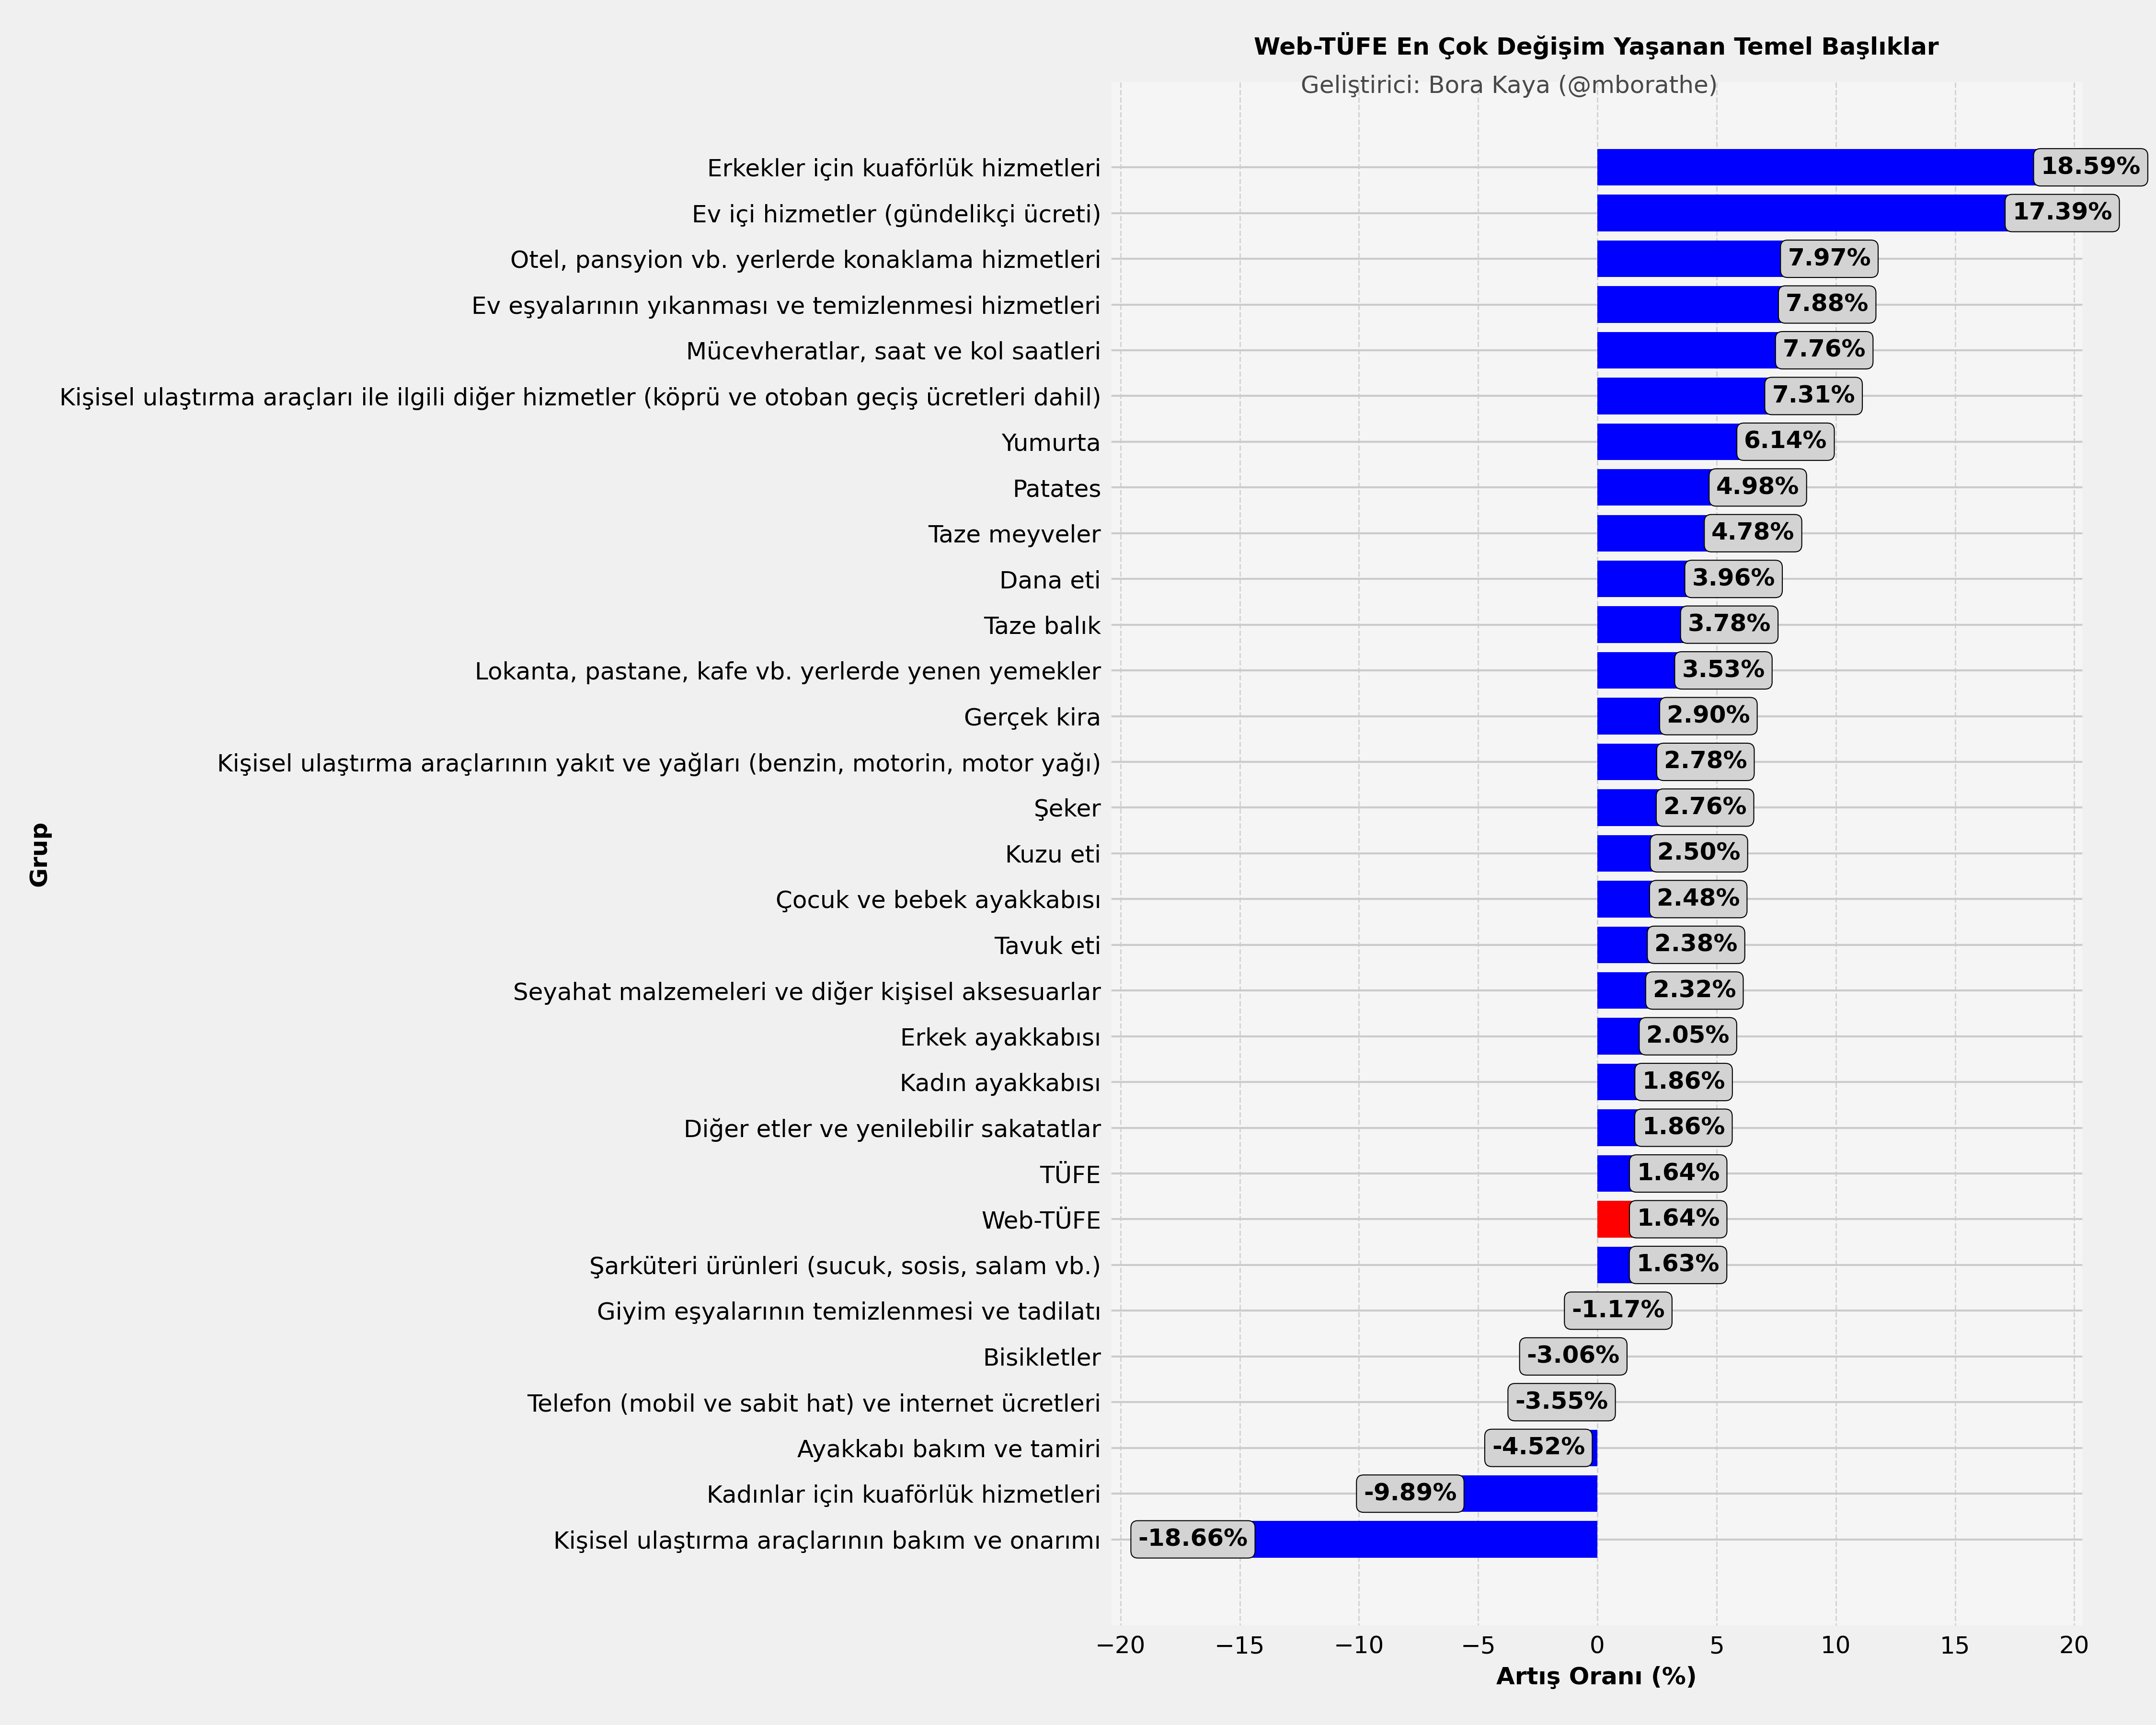 Web-TÜFE En Çok Değişim Yaşanan Temel Başlıklar
Geliştirici: Bora Kaya (@mborathe)
Erkekler için kuaförlük hizmetleri 18.59%
Ev içi hizmetler (gündelikçi ücreti) 17.39%
Otel, pansyion vb. yerlerde konaklama hizmetleri 7.97%
Ev eşyalarının yıkanması ve temizlenmesi hizmetleri 7.88%
Mücevheratlar, saat ve kol saatleri 7.76%
Kişisel ulaştırma araçları ile ilgili diğer hizmetler (köprü ve otoban geçiş ücretleri dahil) 7.31%
Yumurta 6.14%
Patates 4.98%
Taze meyveler 4.78%
Dana eti 3.96%
Taze balık 3.78%
Lokanta, pastane, kafe vb. yerlerde yenen yemekler 3.53%
Gerçek kira 2.90%
Kişisel ulaştırma araçlarının yakıt ve yağları (benzin, motorin, motor yağı) 2.78%
Şeker 2.76%
Kuzu eti 2.50%
Çocuk ve bebek ayakkabısı 2.48%
Tavuk eti 2.38%
Seyahat malzemeleri ve diğer kişisel aksesuarlar 2.32%
Erkek ayakkabısı 2.05%
Kadın ayakkabısı 1.86%
Diğer etler ve yenilebilir sakatatlar 1.86%
TÜFE 1.64%
Web-TÜFE 1.64%
Şarküteri ürünleri (sucuk, sosis, salam vb.) 1.63%
Giyim eşyalarının temizlenmesi ve tadilatı -1.17%
Bisikletler -3.06%
Telefon (mobil ve sabit hat) ve internet ücretleri -3.55%
Ayakkabı bakım ve tamiri -4.52%
Kadınlar için kuaförlük hizmetleri -9.89%
Kişisel ulaştırma araçlarının bakım ve onarımı -18.66%
Grup
−20 −15 −10 −5 0 5 10 15 20
Artış Oranı (%)